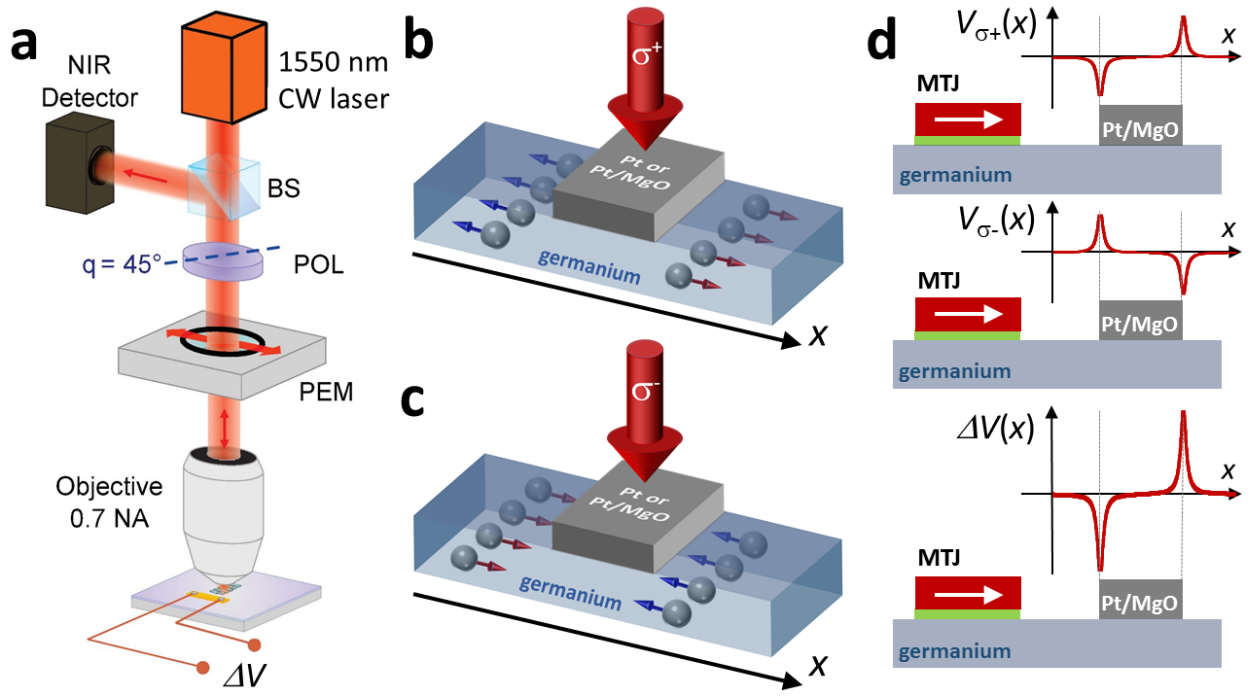 a
NIR
Detector
1550 nm
CW laser
BS
q = 45°
POL
PEM
Objective
0.7 NA
ΔV
b
σ+
Pt or
Pt/MgO
germanium
x
c
σ-
Pt or
Pt/MgO
germanium
x
d
Vσ+(x)
x
MTJ
Pt/MgO
germanium
Vσ-(x)
x
MTJ
Pt/MgO
germanium
ΔV(x)
x
MTJ
Pt/MgO
germanium